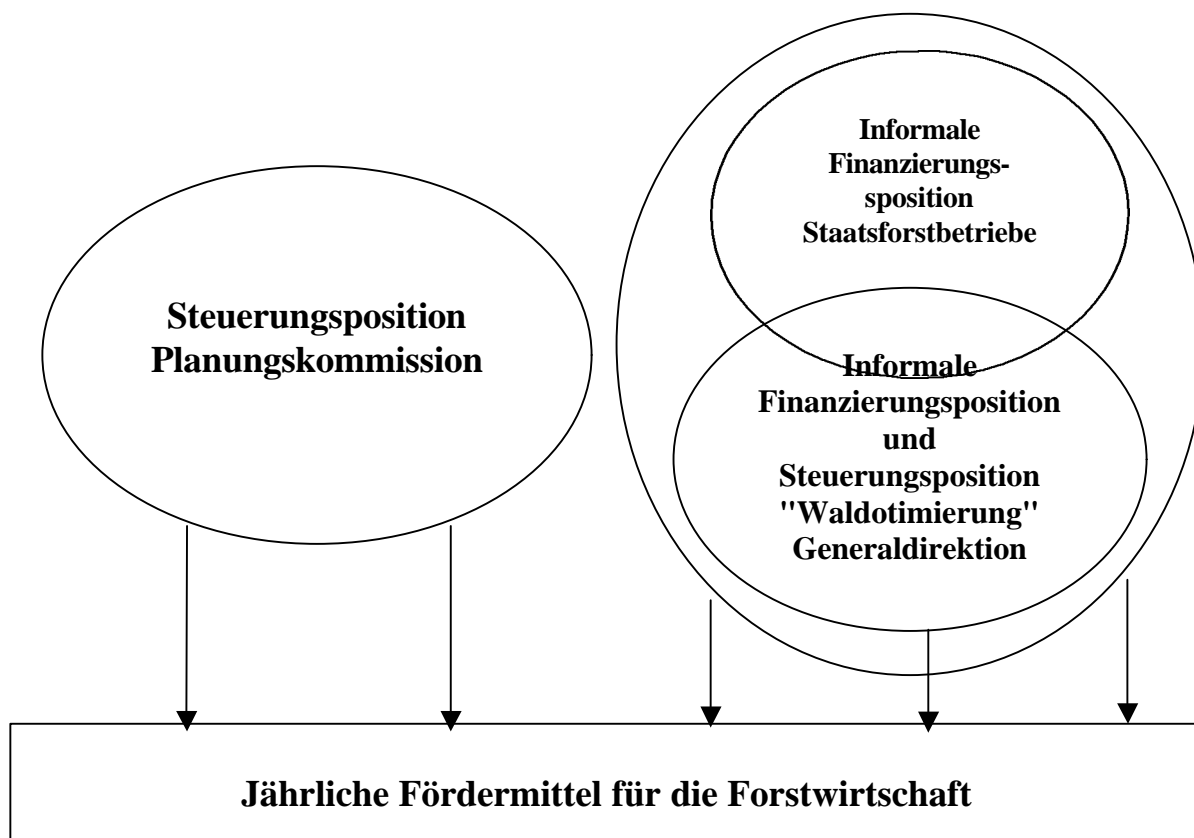 Steuerungsposition
Planungskommission
Informale
Finanzierungs-
sposition
Staatsforstbetriebe
Informale
Finanzierungsposition
und
Steuerungsposition
"Waldotimierung"
Generaldirektion
Jährliche Fördermittel für die Forstwirtschaft